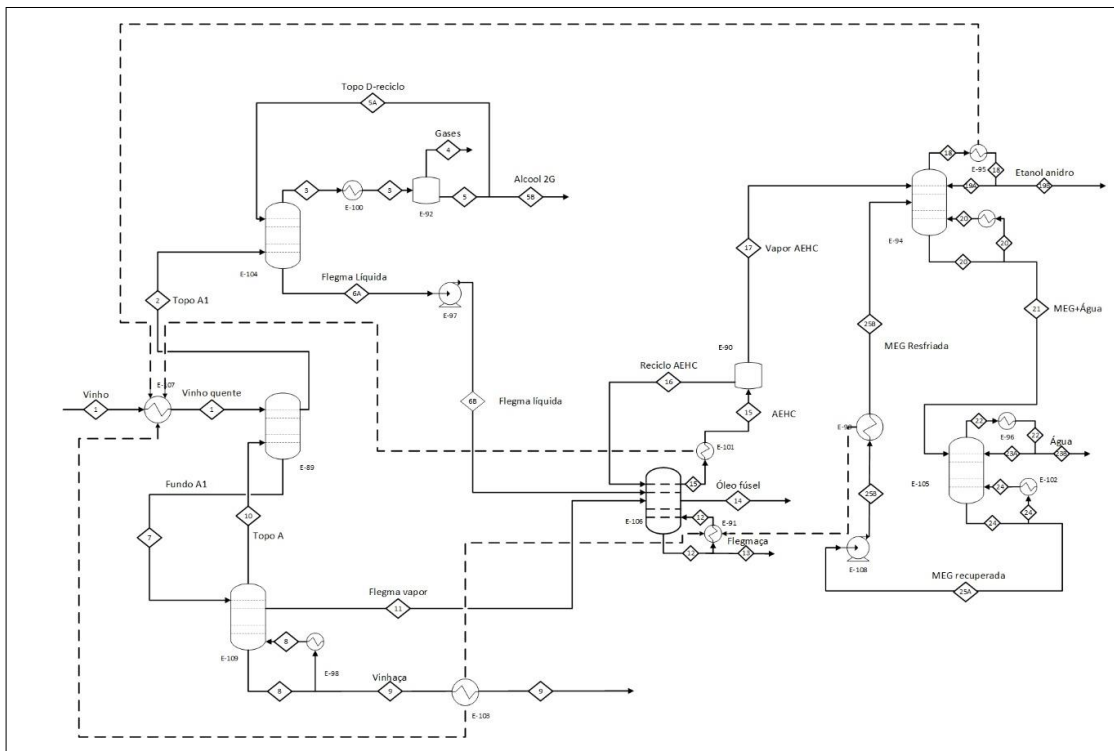 Topo D-reciclo
5A
Gases
4
3
3
5
Alcool 2G
5B
E-100
E-92
E-104
2
Topo A1
Flegma Líquida
6A
E-97
6B
Flegma líquida
E-107
Vinho
1
Vinho quente
1
E-89
Fundo A1
7
10
Topo A
Flegma vapor
11
E-109
8
E-98
8
Vinhaça
9
E-103
9
E-90
Reciclo AEHC
16
15
AEHC
E-101
15
Óleo fúsel
14
E-106
12
E-91
Flegmaça
12
13
17
Vapor AEHC
18
E-95
18
Etanol anidro
19A
19B
E-94
20
20
20
21
MEG+Água
25B
MEG Resfriada
25B
E-108
MEG recuperada
25A
22
E-96
22
Água
23A
23B
E-105
24
E-102
24
24